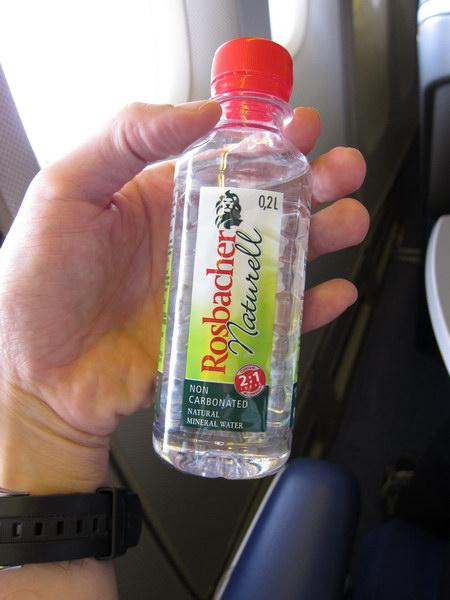 0,2L
Rosbacher
Naturell
2:1
NON
CARBONATED
NATURAL
MINERAL WATER